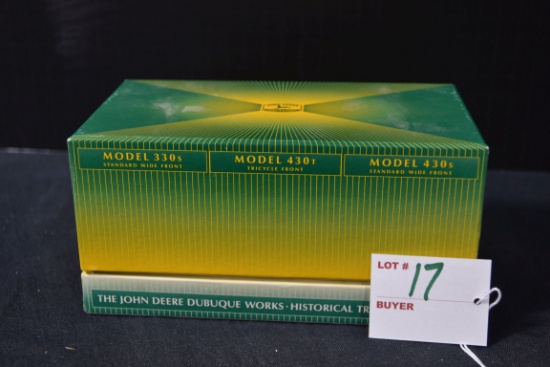 MODEL 330S
STANDARD WIDE FRONT
MODEL 430T
TRICYCLE FRONT
MODEL 430S
STANDARD WIDE FRONT
THE JOHN DEERE DUBUQUE WORKS · HISTORICAL TR
LOT # 17
BUYER